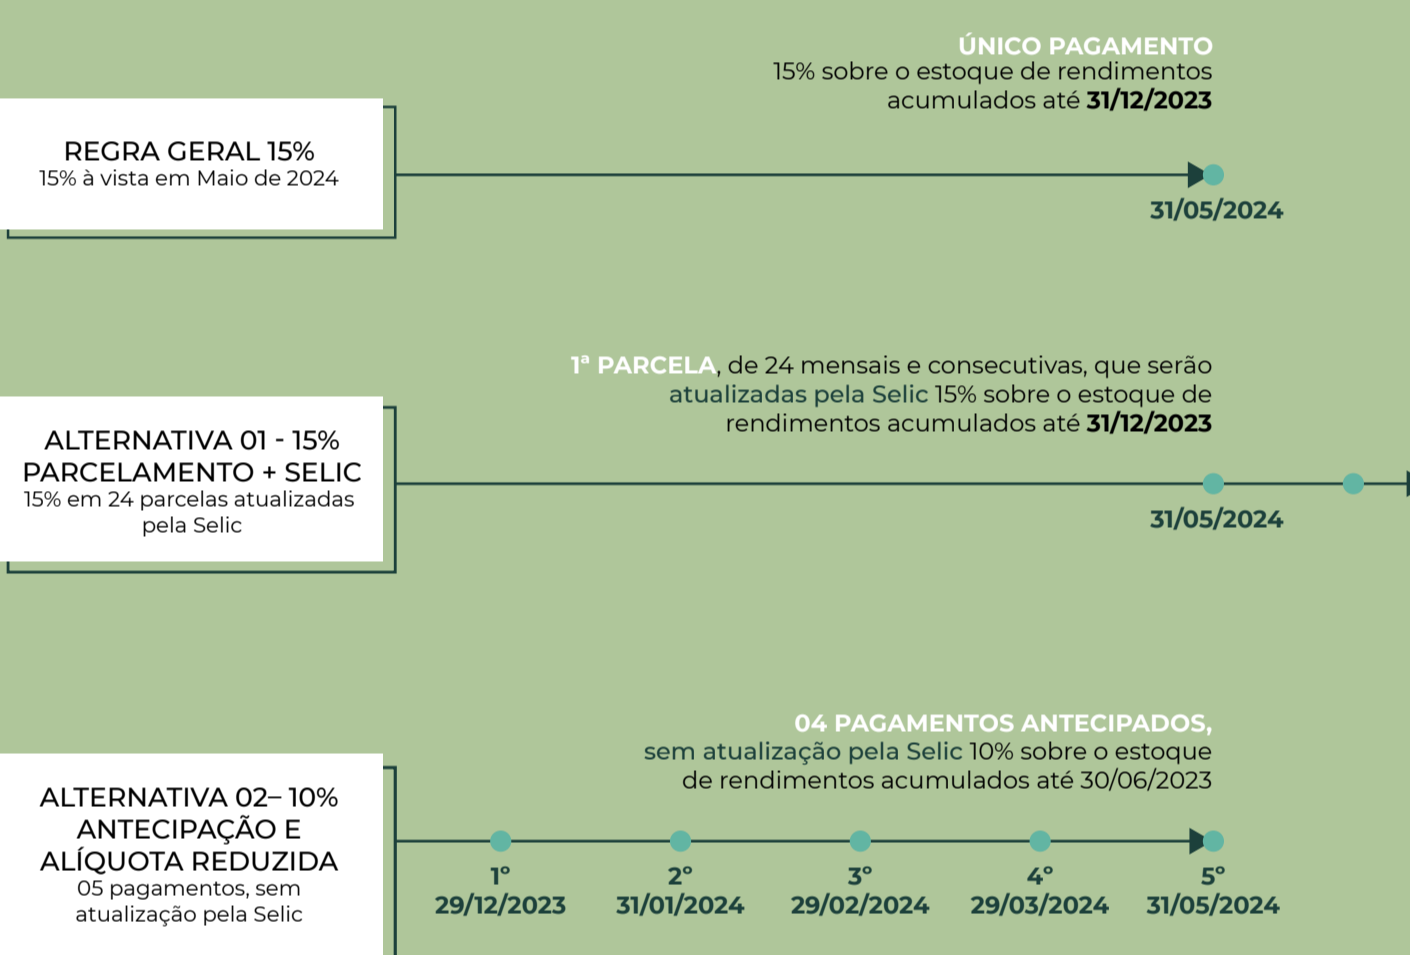 REGRA GERAL 15%
15% à vista em Maio de 2024
ÚNICO PAGAMENTO
15% sobre o estoque de rendimentos
acumulados até 31/12/2023
31/05/2024
ALTERNATIVA 01 - 15%
PARCELAMENTO + SELIC
15% em 24 parcelas atualizadas
pela Selic
1ª PARCELA, de 24 mensais e consecutivas, que serão
atualizadas pela Selic 15% sobre o estoque de
rendimentos acumulados até 31/12/2023
31/05/2024
ALTERNATIVA 02– 10%
ANTECIPAÇÃO E
ALÍQUOTA REDUZIDA
05 pagamentos, sem
atualização pela Selic
04 PAGAMENTOS ANTECIPADOS,
sem atualização pela Selic 10% sobre o estoque
de rendimentos acumulados até 30/06/2023
1º
29/12/2023
2º
31/01/2024
3º
29/02/2024
4º
29/03/2024
5º
31/05/2024